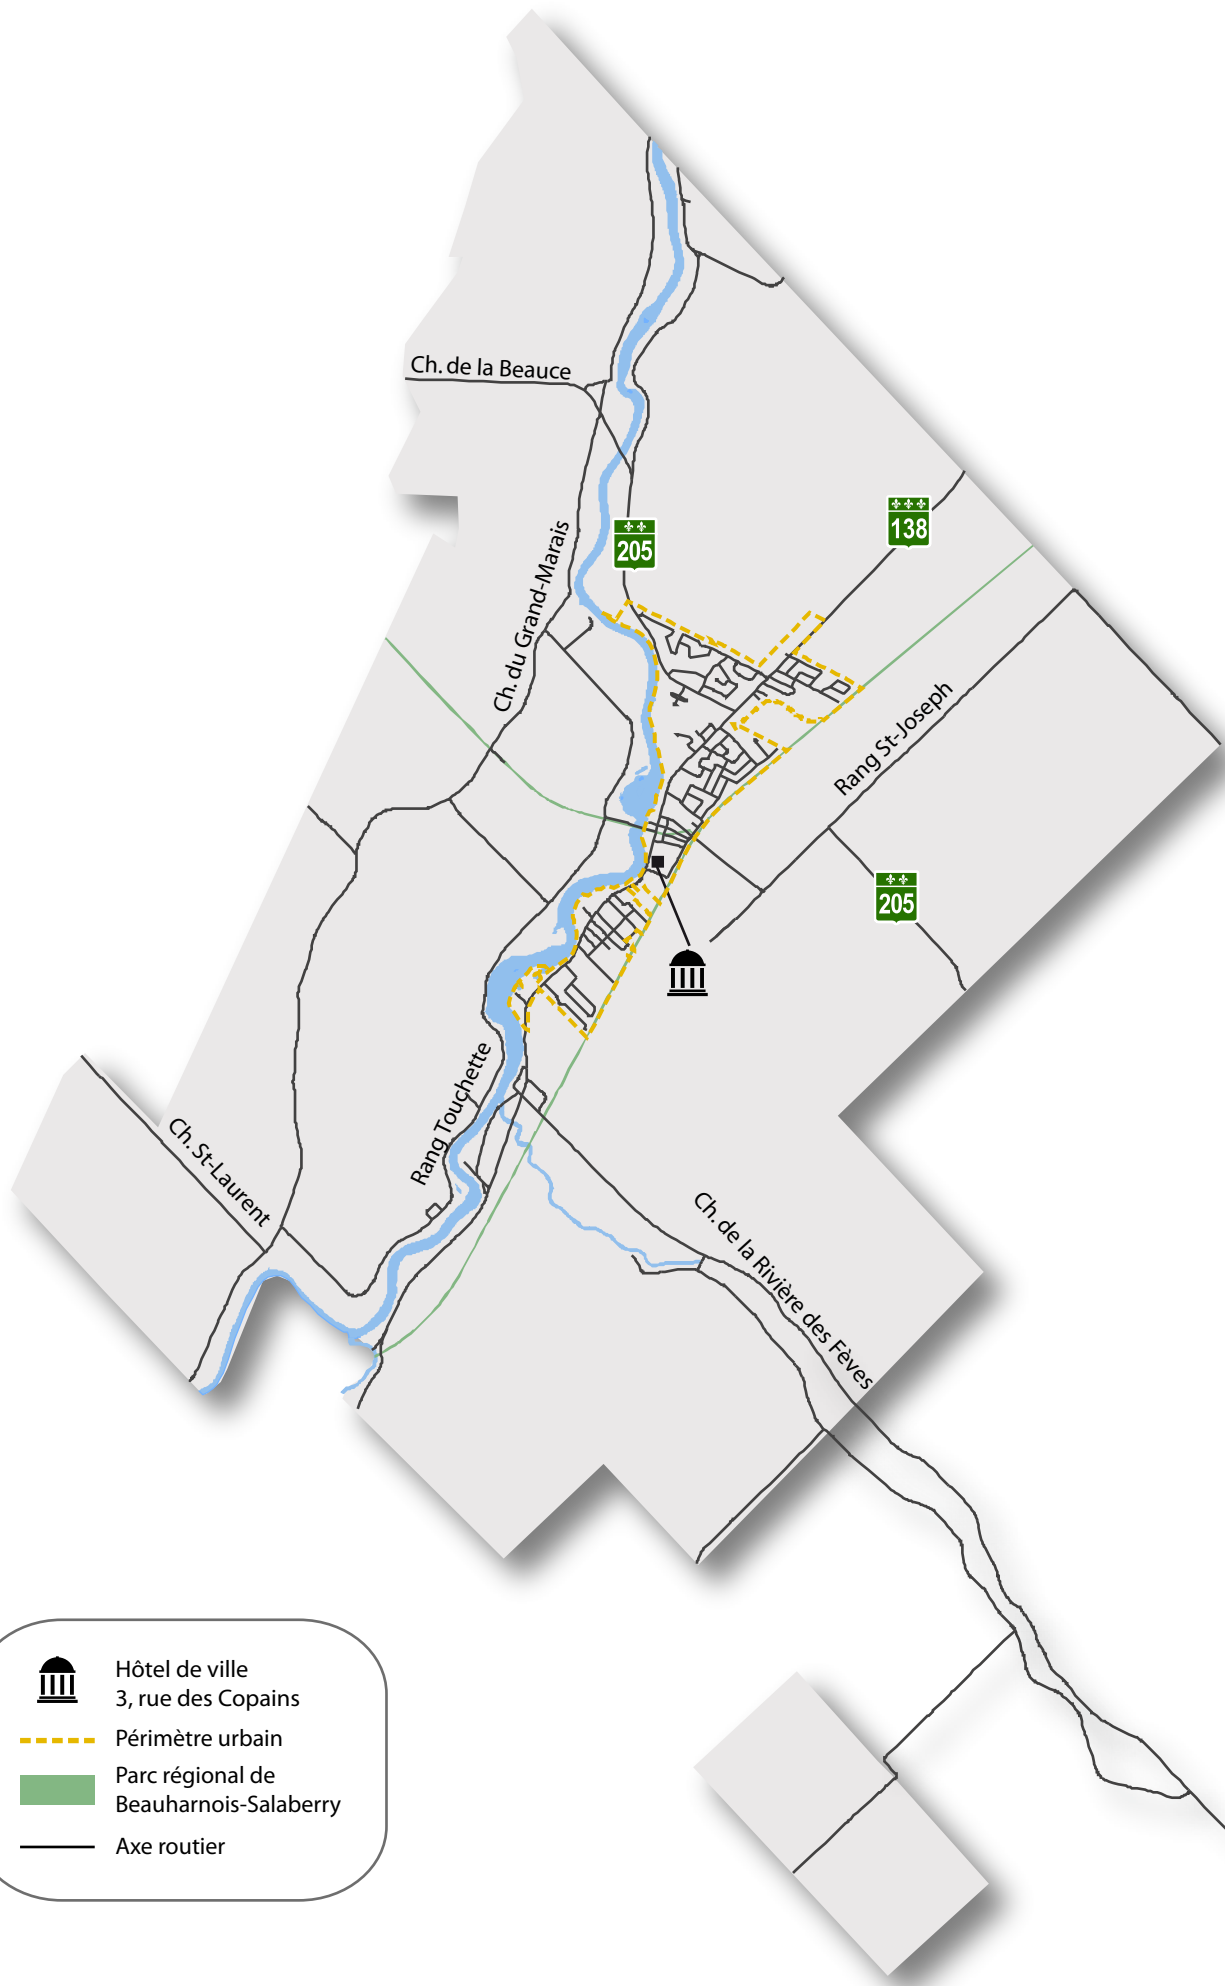 Ch. de la Beauce
138
205
Ch. du Grand-Marais
Rang St-Joseph
205
Rang Touchette
Ch. St-Laurent
Ch. de la Rivière des Fèves
Hôtel de ville
3, rue des Copains
Périmètre urbain
Parc régional de
Beauharnois-Salaberry
Axe routier